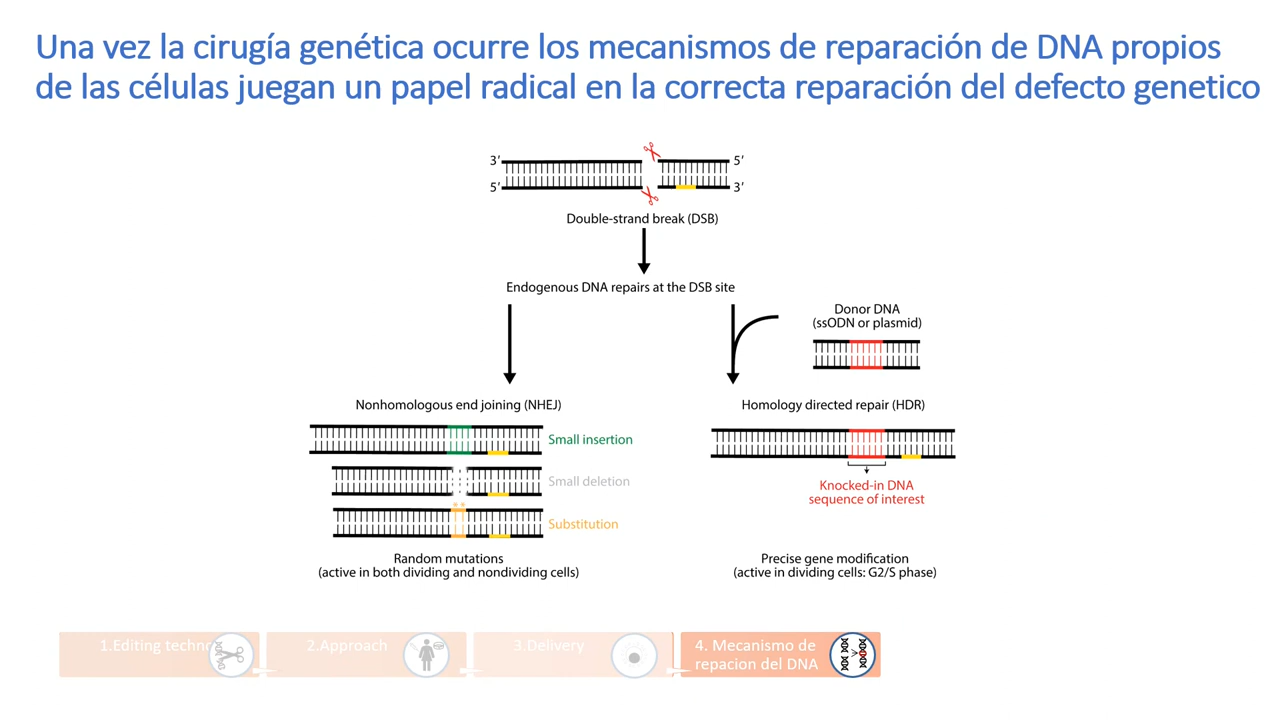 Una vez la cirugía genética ocurre los mecanismos de reparación de DNA propios
de las células juegan un papel radical en la correcta reparación del defecto genetico
3' 5'
5' 3'
Double-strand break (DSB)
Endogenous DNA repairs at the DSB site
Donor DNA
(ssODN or plasmid)
Nonhomologous end joining (NHEJ)
Small insertion
Small deletion
Substitution
Random mutations
(active in both dividing and nondividing cells)
Homology directed repair (HDR)
Knocked-in DNA
sequence of interest
Precise gene modification
(active in dividing cells: G2/S phase)
1.Editing techno
2.Approach
3.Delivery
4. Mecanismo de
repacion del DNA